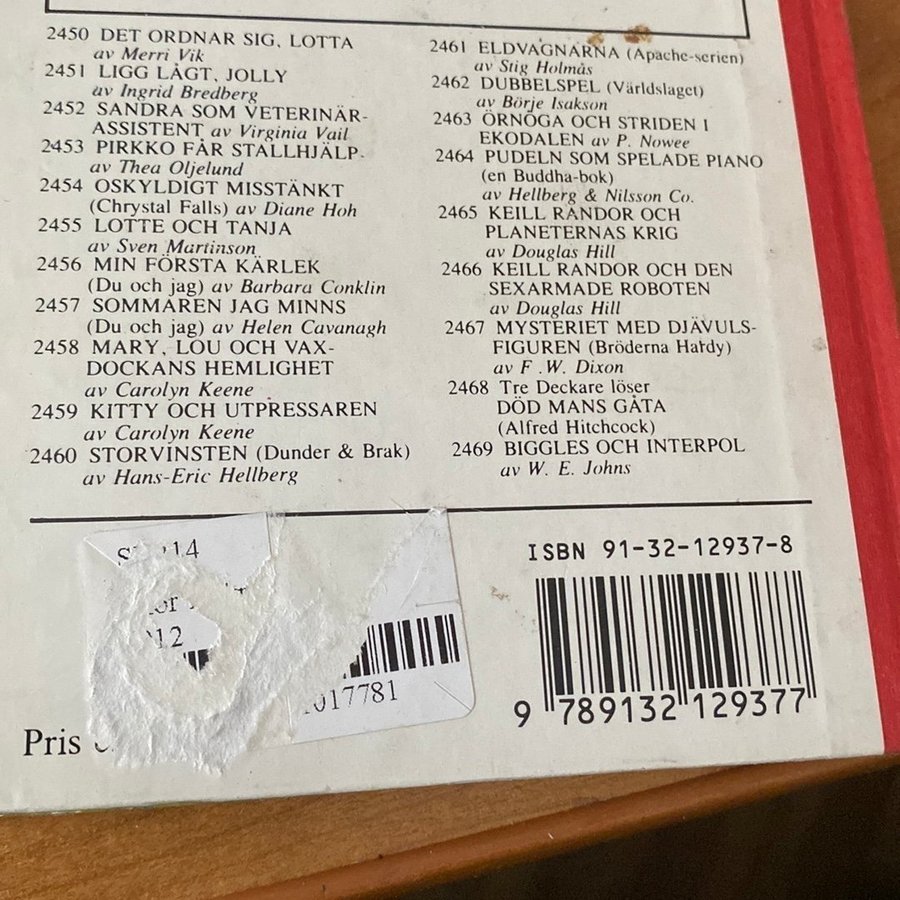 2450 DET ORDNAR SIG, LOTTA
av Merri Vik
2451 LIGG LÅGT, JOLLY
av Ingrid Bredberg
2452 SANDRA SOM VETERINÄR-
ASSISTENT av Virginia Vail
2453 PIRKKO FÅR STALLHJÄLP
av Thea Oljelund
2454 OSKYLDIGT MISSTÄNKT
(Chrystal Falls) av Diane Hoh
2455 LOTTE OCH TANJA
av Sven Martinson
2456 MIN FÖRSTA KÄRLEK
(Du och jag) av Barbara Conklin
2457 SOMMAREN JAG MINNS
(Du och jag) av Helen Cavanagh
2458 MARY, LOU OCH VAX-
DOCKANS HEMLIGHET
av Carolyn Keene
2459 KITTY OCH UTPRESSAREN
av Carolyn Keene
2460 STORVINSTEN (Dunder & Brak)
av Hans-Eric Hellberg
2461 ELDVAGNARNA (Apache-serien)
av Stig Holmås
2462 DUBBELSPEL (Världslaget)
av Börje Isakson
2463 ÖRNÖGA OCH STRIDEN I
EKODALEN av P. Nowee
2464 PUDELN SOM SPELADE PIANO
(en Buddha-bok)
av Hellberg & Nilsson Co.
2465 KEILL RANDOR OCH
PLANETERNAS KRIG
av Douglas Hill
2466 KEILL RANDOR OCH DEN
SEXARMADE ROBOTEN
av Douglas Hill
2467 MYSTERIET MED DJÄVULS-
FIGUREN (Bröderna Hardy)
av F.W. Dixon
2468 Tre Deckare löser
DÖD MANS GÅTA
(Alfred Hitchcock)
2469 BIGGLES OCH INTERPOL
av W. E. Johns
017781
Pris
ISBN 91-32-12937-8
9 789132 129377